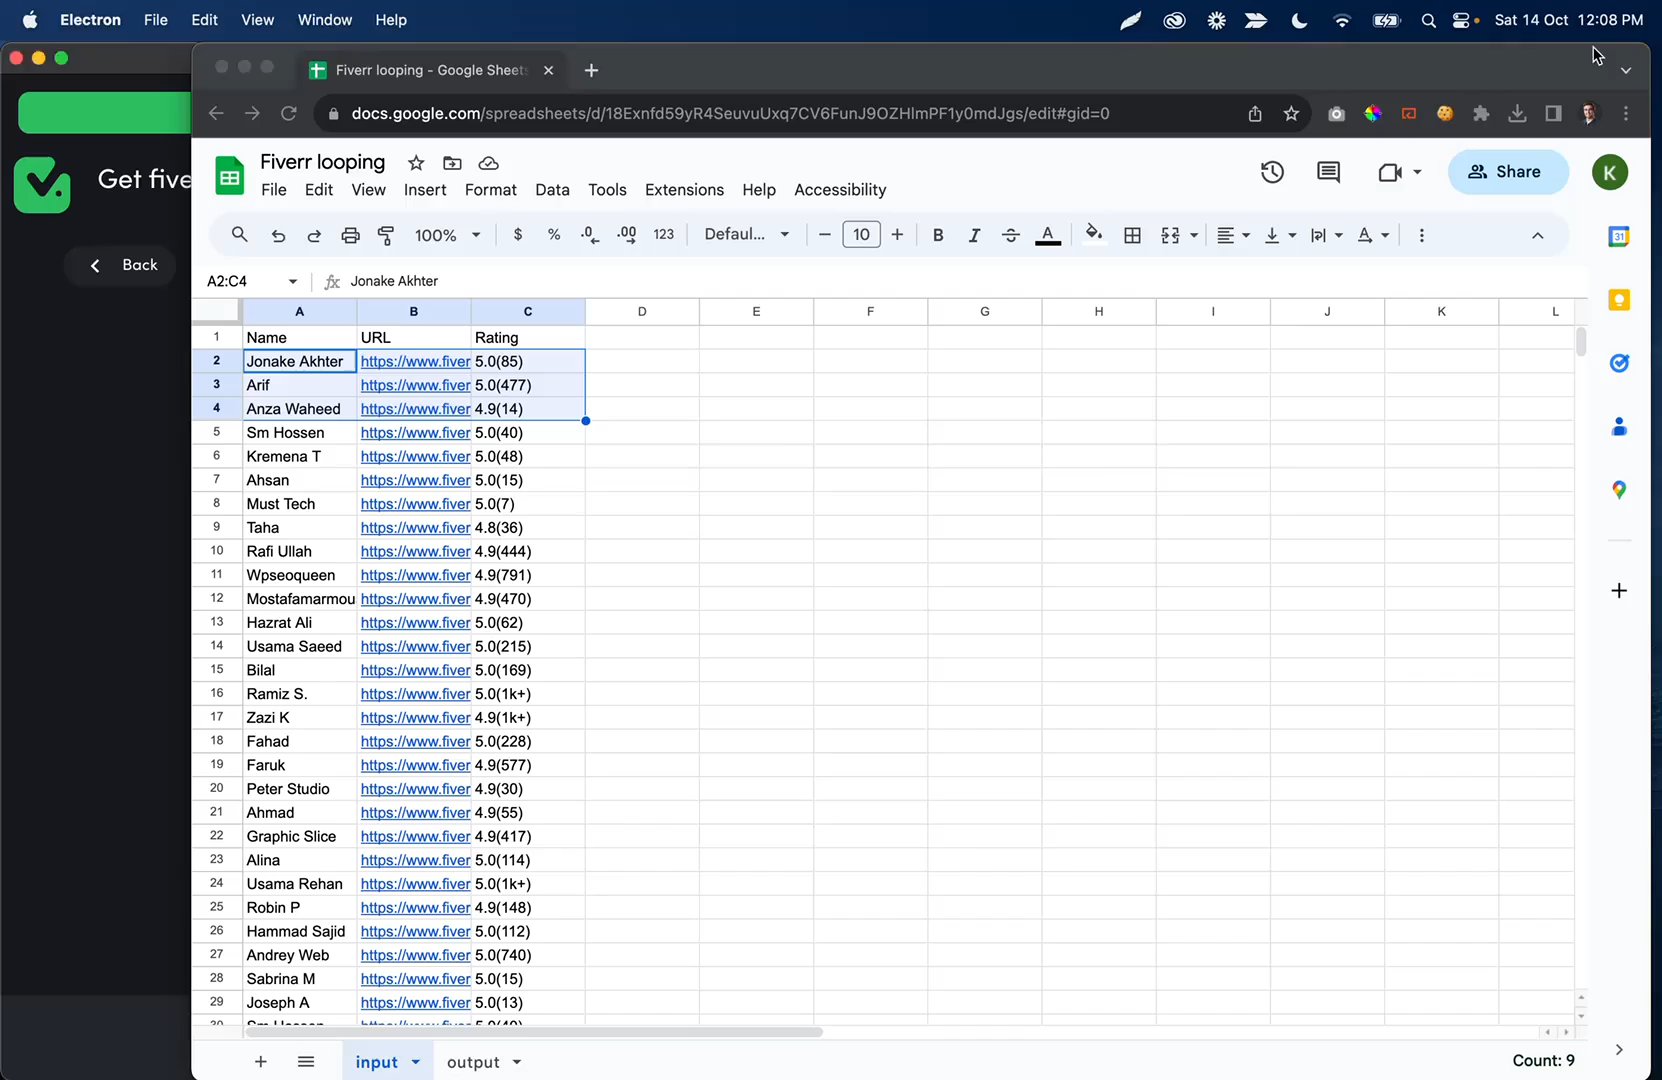 Electron File Edit View Window Help Sat 14 Oct 12:08 PM
Fiverr looping - Google Sheets
docs.google.com/spreadsheets/d/18Exnfd59yR4SeuvuUxq7CV6FunJ9OZHlmPF1y0mdJgs/edit#gid=0
Get five
Back
Fiverr looping
File Edit View Insert Format Data Tools Extensions Help Accessibility
Share
K
100% $ % .0 .00 123 Defaul... 10 B I A
31
A2:C4 fx Jonake Akhter
A B C D E F G H I J K L
1 Name URL Rating
2 Jonake Akhter https://www.fiver 5.0(85)
3 Arif https://www.fiver 5.0(477)
4 Anza Waheed https://www.fiver 4.9(14)
5 Sm Hossen https://www.fiver 5.0(40)
6 Kremena T https://www.fiver 5.0(48)
7 Ahsan https://www.fiver 5.0(15)
8 Must Tech https://www.fiver 5.0(7)
9 Taha https://www.fiver 4.8(36)
10 Rafi Ullah https://www.fiver 4.9(444)
11 Wpseoqueen https://www.fiver 4.9(791)
12 Mostafamarmou https://www.fiver 4.9(470)
13 Hazrat Ali https://www.fiver 5.0(62)
14 Usama Saeed https://www.fiver 5.0(215)
15 Bilal https://www.fiver 5.0(169)
16 Ramiz S. https://www.fiver 5.0(1k+)
17 Zazi K https://www.fiver 4.9(1k+)
18 Fahad https://www.fiver 5.0(228)
19 Faruk https://www.fiver 4.9(577)
20 Peter Studio https://www.fiver 4.9(30)
21 Ahmad https://www.fiver 4.9(55)
22 Graphic Slice https://www.fiver 4.9(417)
23 Alina https://www.fiver 5.0(114)
24 Usama Rehan https://www.fiver 5.0(1k+)
25 Robin P https://www.fiver 4.9(148)
26 Hammad Sajid https://www.fiver 5.0(112)
27 Andrey Web https://www.fiver 5.0(740)
28 Sabrina M https://www.fiver 5.0(15)
29 Joseph A https://www.fiver 5.0(13)
input output Count: 9